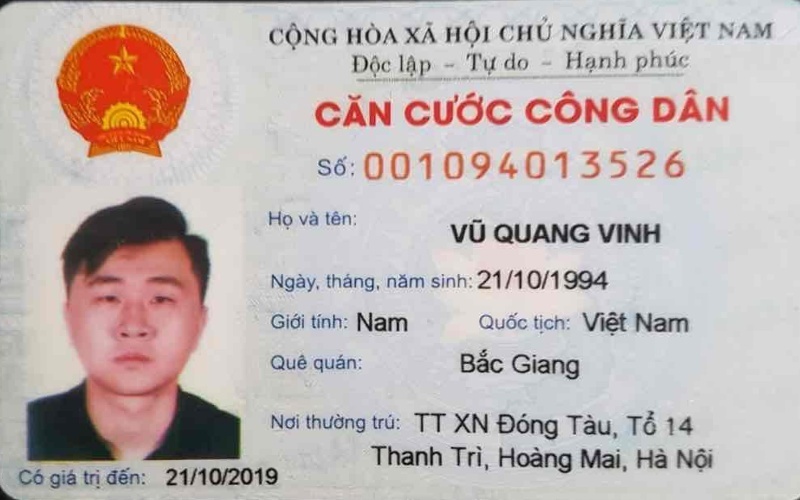 CỘNG HÒA XÃ HỘI CHỦ NGHĨA VIỆT NAM
Độc lập - Tự do - Hạnh phúc
CĂN CƯỚC CÔNG DÂN
Số: 001094013526
Họ và tên: VŨ QUANG VINH
Ngày, tháng, năm sinh: 21/10/1994
Giới tính: Nam Quốc tịch: Việt Nam
Quê quán: Bắc Giang
Nơi thường trú: TT XN Đóng Tàu, Tổ 14
Thanh Trì, Hoàng Mai, Hà Nội
Có giá trị đến: 21/10/2019